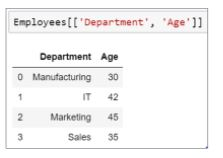 Employees[['Department', 'Age']]
Department Age
0 Manufacturing 30
1 IT 42
2 Marketing 45
3 Sales 35